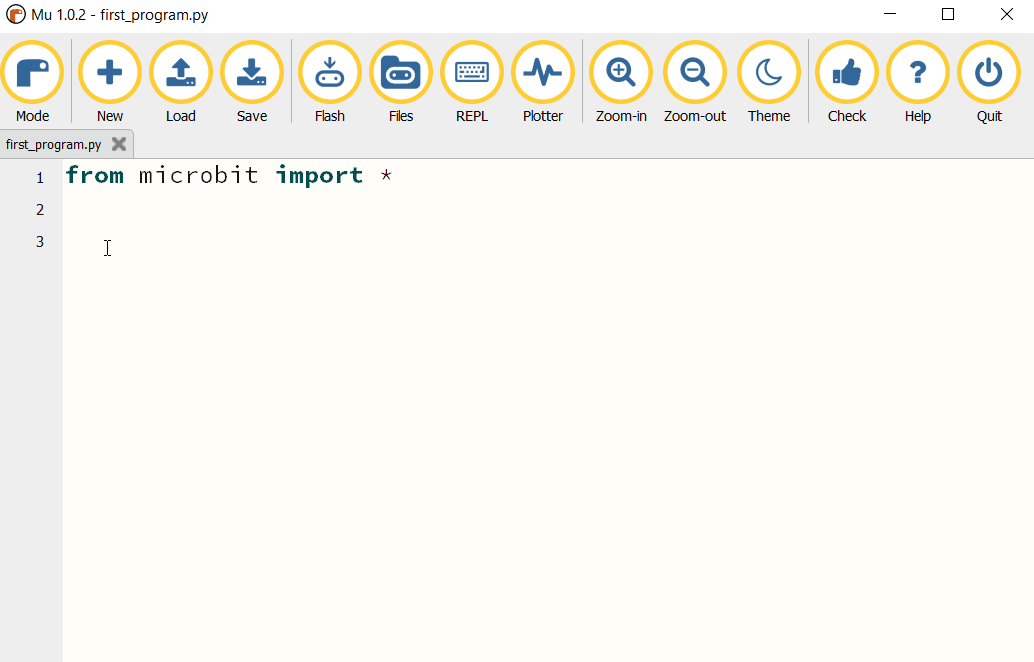 Mu 1.0.2 - first_program.py
Mode New Load Save Flash Files REPL Plotter Zoom-in Zoom-out Theme Check Help Quit
first_program.py
1 from microbit import *
2
3